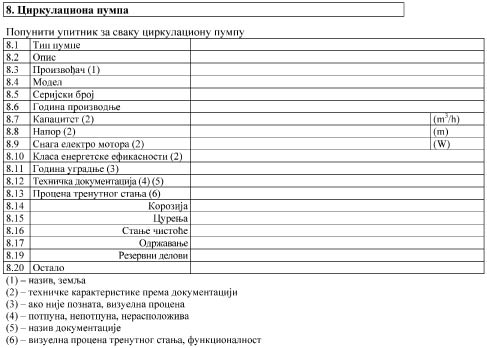 8. Циркулациона пумпа
Попунити упитник за сваку циркулациону пумпу
8.1 Тип пумпе
8.2 Опис
8.3 Произвођач (1)
8.4 Модел
8.5 Серијски број
8.6 Година производње
8.7 Капацитет (2) (m³/h)
8.8 Напор (2) (m)
8.9 Снага електро мотора (2) (W)
8.10 Класа енергетске ефикасности (2)
8.11 Година уградње (3)
8.12 Техничка документација (4) (5)
8.13 Процена тренутног стања (6)
8.14 Корозија
8.15 Цурења
8.16 Стање чистоће
8.17 Одржавање
8.19 Резервни делови
8.20 Остало
(1) – назив, земља
(2) – техничке карактеристике према документацији
(3) – ако није позната, визуелна процена
(4) – потпуна, непотпуна, нерасположива
(5) – назив документације
(6) – визуелна процена тренутног стања, функционалност